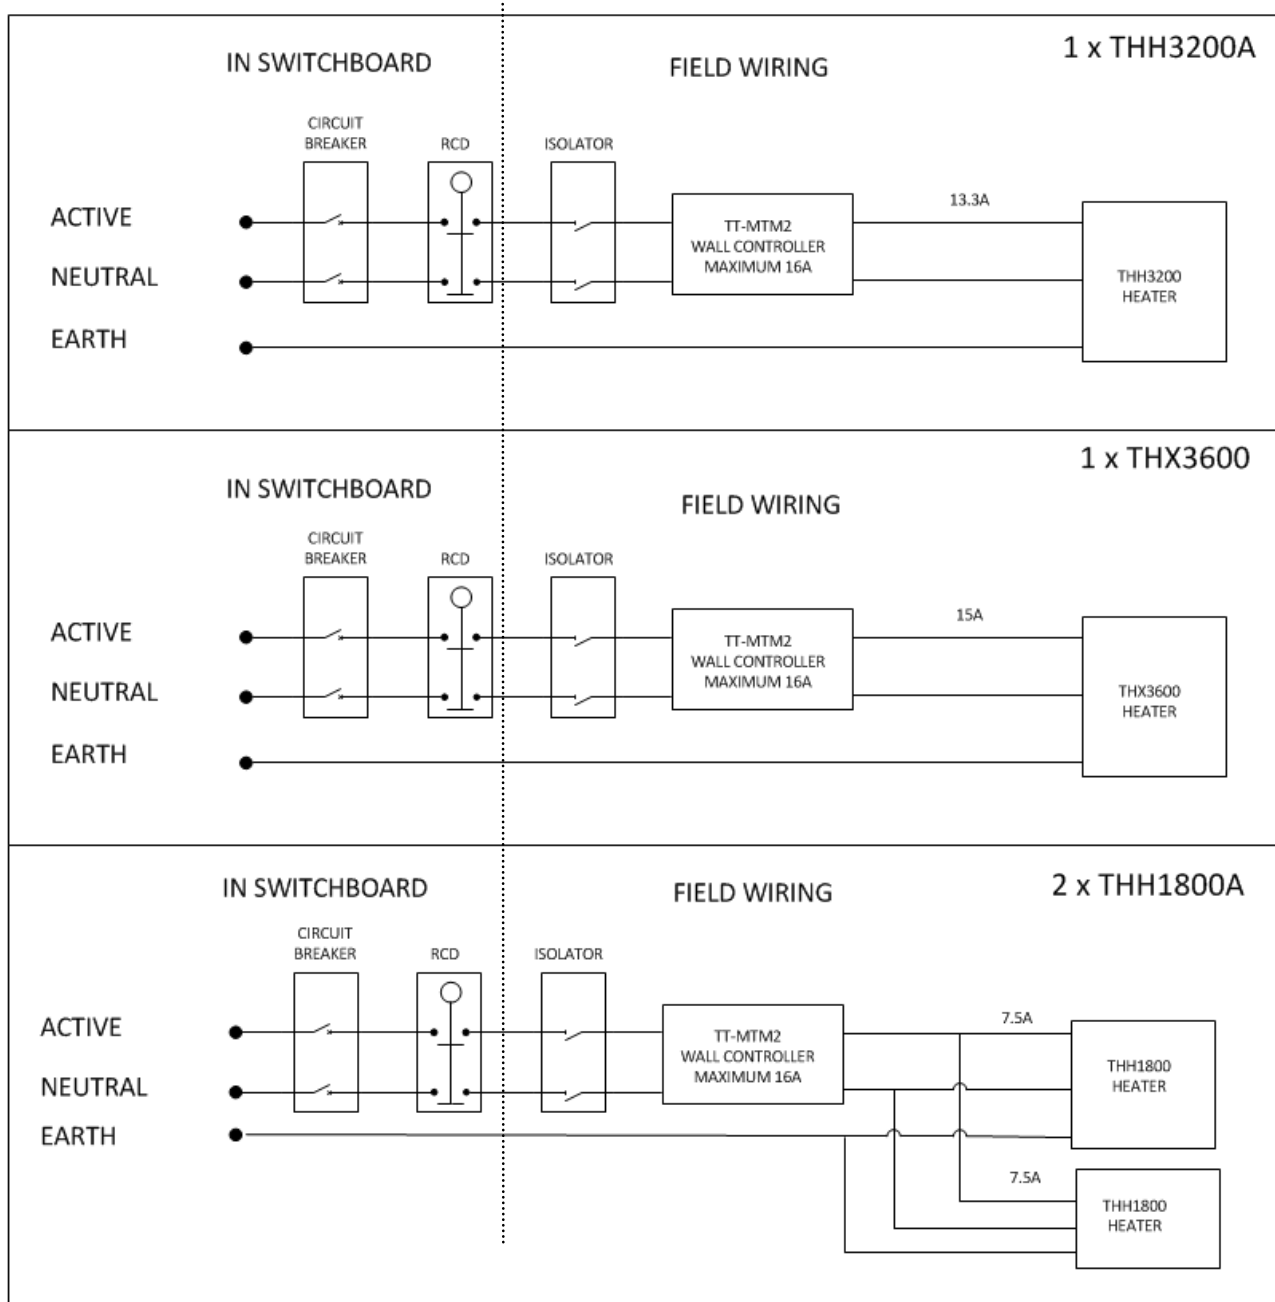 1 x THH3200A
IN SWITCHBOARD
FIELD WIRING
CIRCUIT
BREAKER
RCD
ISOLATOR
ACTIVE
NEUTRAL
EARTH
TT-MTM2
WALL CONTROLLER
MAXIMUM 16A
13.3A
THH3200
HEATER
1 x THX3600
IN SWITCHBOARD
FIELD WIRING
CIRCUIT
BREAKER
RCD
ISOLATOR
ACTIVE
NEUTRAL
EARTH
TT-MTM2
WALL CONTROLLER
MAXIMUM 16A
15A
THX3600
HEATER
2 x THH1800A
IN SWITCHBOARD
FIELD WIRING
CIRCUIT
BREAKER
RCD
ISOLATOR
ACTIVE
NEUTRAL
EARTH
TT-MTM2
WALL CONTROLLER
MAXIMUM 16A
7.5A
THH1800
HEATER
7.5A
THH1800
HEATER